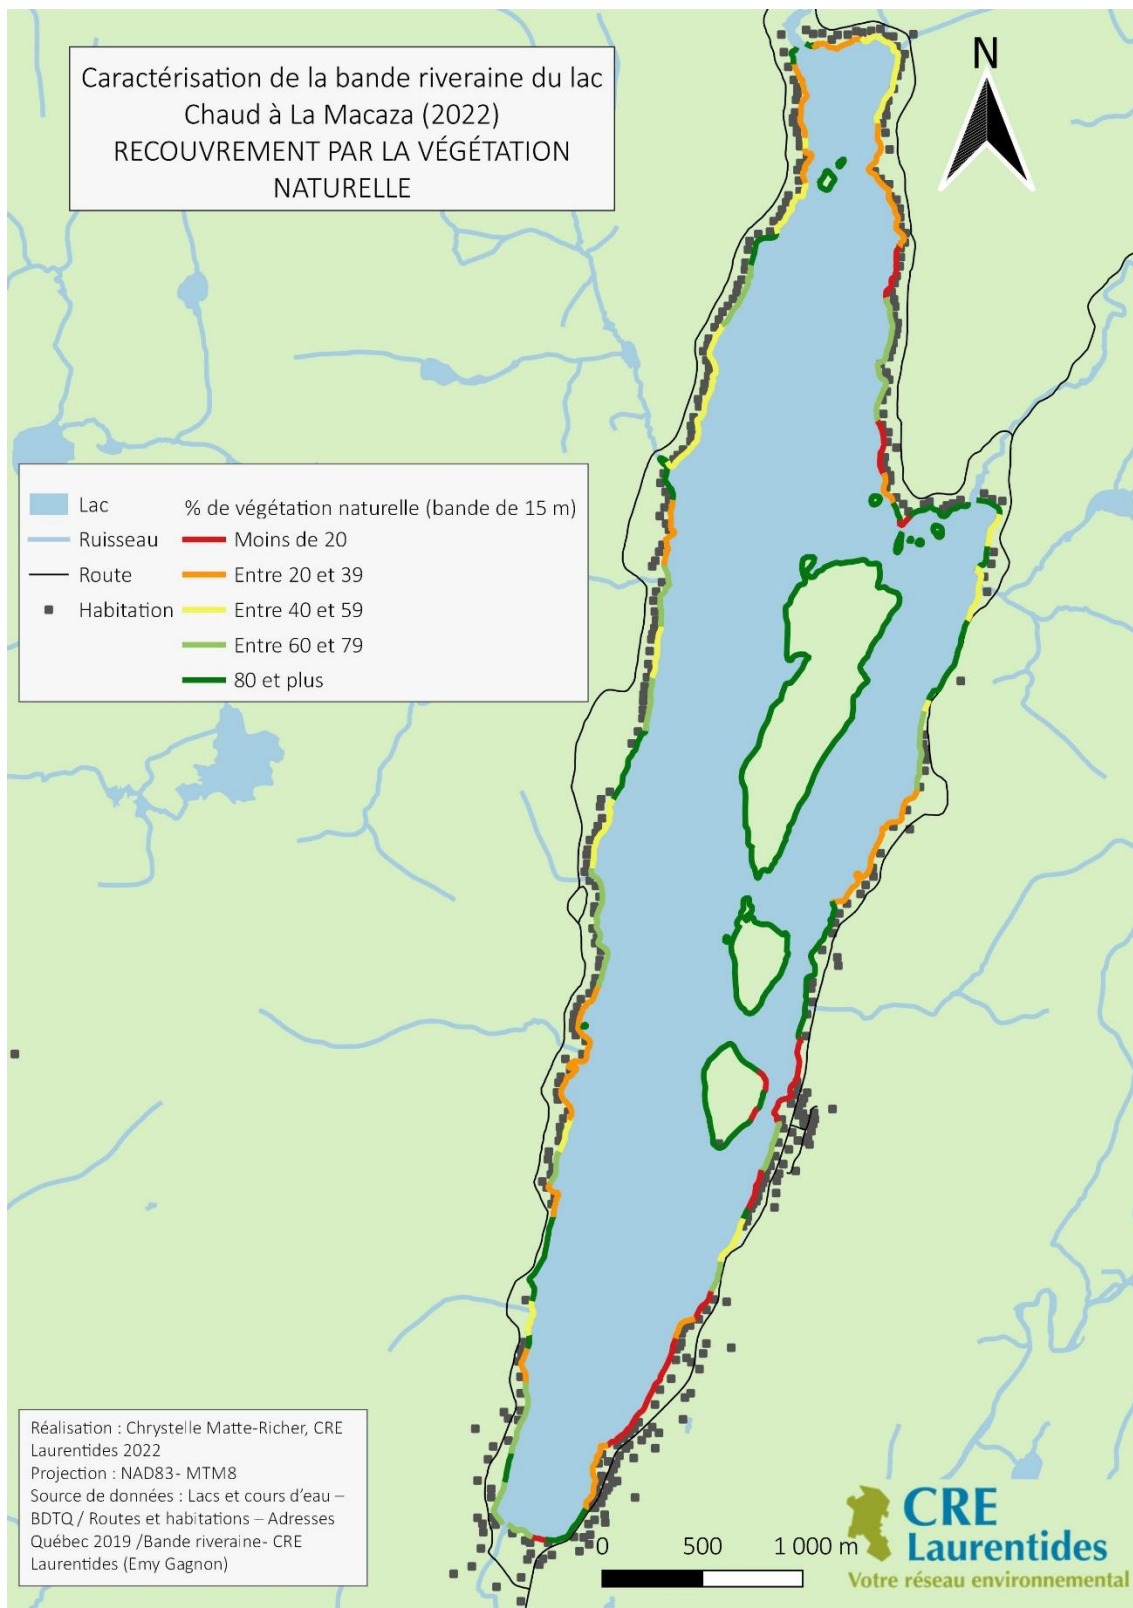 Caractérisation de la bande riveraine du lac
Chaud à La Macaza (2022)
RECOUVREMENT PAR LA VÉGÉTATION
NATURELLE
N
Lac
Ruisseau
Route
Habitation
% de végétation naturelle (bande de 15 m)
Moins de 20
Entre 20 et 39
Entre 40 et 59
Entre 60 et 79
80 et plus
Réalisation : Chrystelle Matte-Richer, CRE
Laurentides 2022
Projection : NAD83- MTM8
Source de données : Lacs et cours d'eau –
BDTQ / Routes et habitations – Adresses
Québec 2019 /Bande riveraine- CRE
Laurentides (Emy Gagnon)
0 500 1 000 m
CRE
Laurentides
Votre réseau environnemental